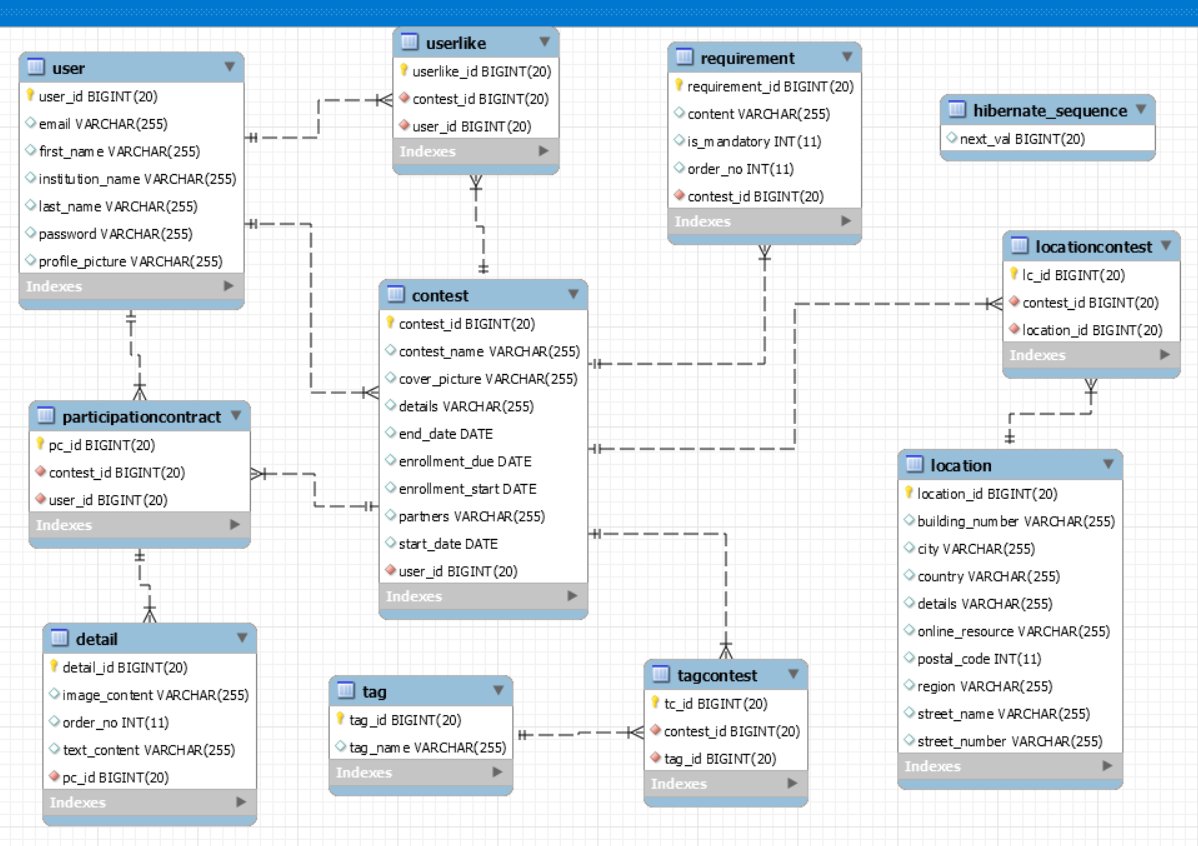 user
user_id BIGINT(20)
email VARCHAR(255)
first_name VARCHAR(255)
institution_name VARCHAR(255)
last_name VARCHAR(255)
password VARCHAR(255)
profile_picture VARCHAR(255)
Indexes
userlike
userlike_id BIGINT(20)
contest_id BIGINT(20)
user_id BIGINT(20)
Indexes
requirement
requirement_id BIGINT(20)
content VARCHAR(255)
is_mandatory INT(11)
order_no INT(11)
contest_id BIGINT(20)
Indexes
hibernate_sequence
next_val BIGINT(20)
locationcontest
lc_id BIGINT(20)
contest_id BIGINT(20)
location_id BIGINT(20)
Indexes
contest
contest_id BIGINT(20)
contest_name VARCHAR(255)
cover_picture VARCHAR(255)
details VARCHAR(255)
end_date DATE
enrollment_due DATE
enrollment_start DATE
partners VARCHAR(255)
start_date DATE
user_id BIGINT(20)
Indexes
participationcontract
pc_id BIGINT(20)
contest_id BIGINT(20)
user_id BIGINT(20)
Indexes
location
location_id BIGINT(20)
building_number VARCHAR(255)
city VARCHAR(255)
country VARCHAR(255)
details VARCHAR(255)
online_resource VARCHAR(255)
postal_code INT(11)
region VARCHAR(255)
street_name VARCHAR(255)
street_number VARCHAR(255)
Indexes
detail
detail_id BIGINT(20)
image_content VARCHAR(255)
order_no INT(11)
text_content VARCHAR(255)
pc_id BIGINT(20)
Indexes
tag
tag_id BIGINT(20)
tag_name VARCHAR(255)
Indexes
tagcontest
tc_id BIGINT(20)
contest_id BIGINT(20)
tag_id BIGINT(20)
Indexes